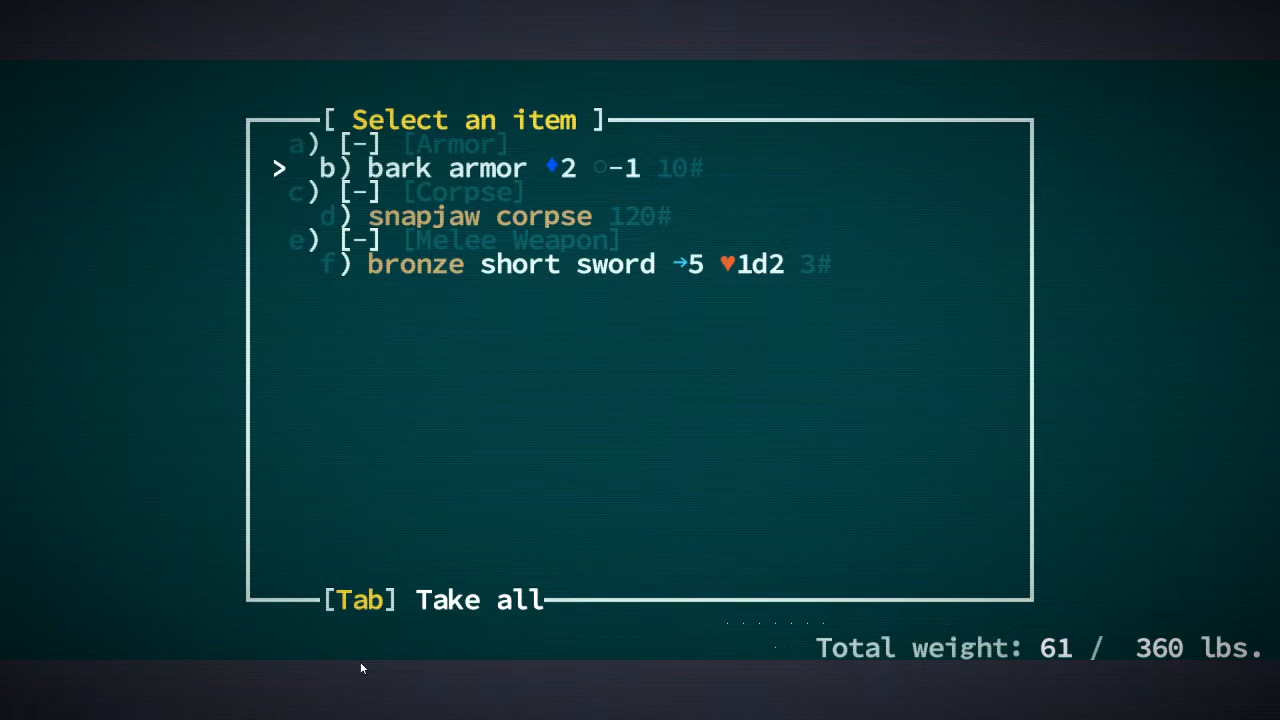 [ Select an item ]
a) [-] [Armor]
> b) bark armor ♦2 ○-1 10#
c) [-] [Corpse]
d) snapjaw corpse 120#
e) [-] [Melee Weapon]
f) bronze short sword →5 ♥1d2 3#
[Tab] Take all
Total weight: 61 / 360 lbs.